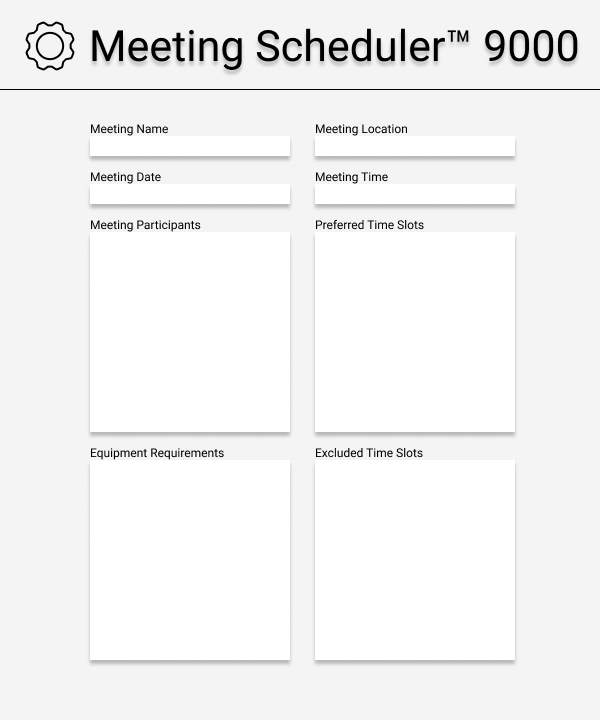 Meeting Scheduler™ 9000
Meeting Name
Meeting Location
Meeting Date
Meeting Time
Meeting Participants
Preferred Time Slots
Equipment Requirements
Excluded Time Slots